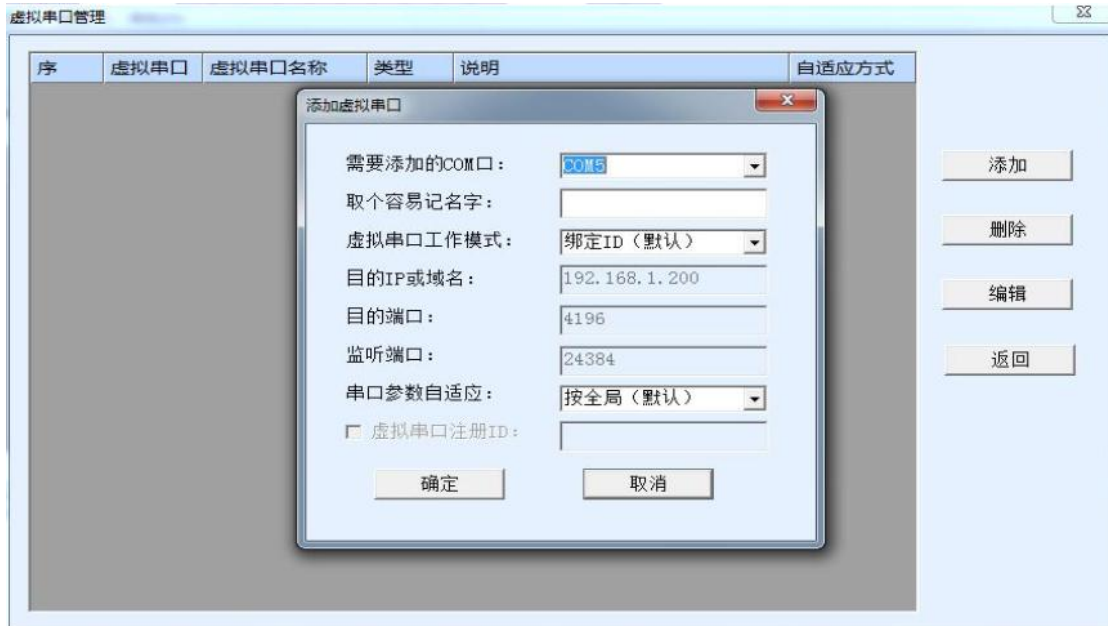 虚拟串口管理
序 虚拟串口 虚拟串口名称 类型 说明 自适应方式
添加虚拟串口
需要添加的COM口： COM5
取个容易记名字：
虚拟串口工作模式： 绑定ID（默认）
目的IP或域名： 192.168.1.200
目的端口： 4196
监听端口： 24384
串口参数自适应： 按全局（默认）
虚拟串口注册ID：
确定 取消
添加
删除
编辑
返回